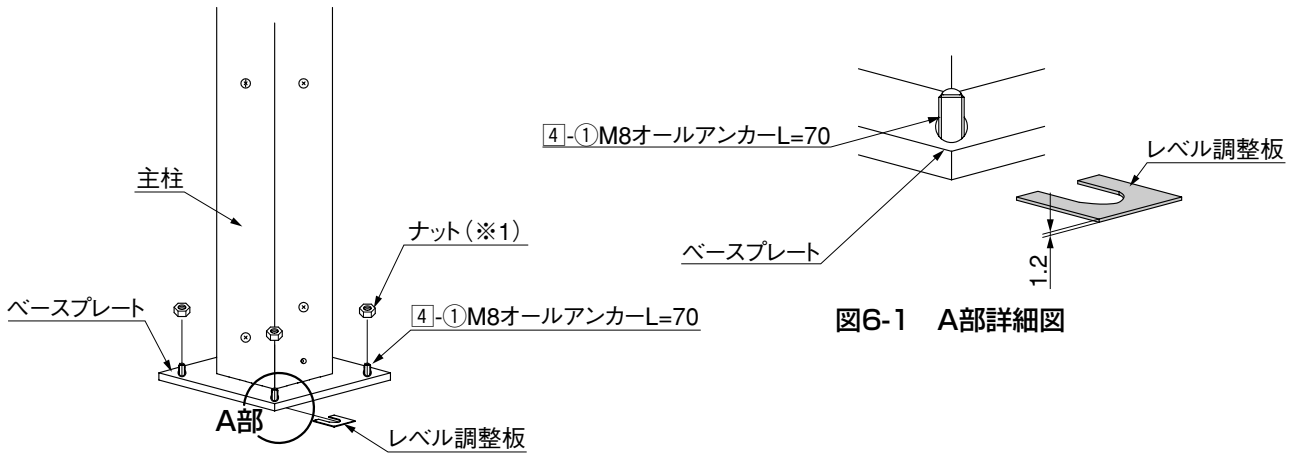 主柱
ナット(※1)
ベースプレート
4-①M8オールアンカーL=70
A部
レベル調整板
4-①M8オールアンカーL=70
レベル調整板
ベースプレート
1.2
図6-1 A部詳細図